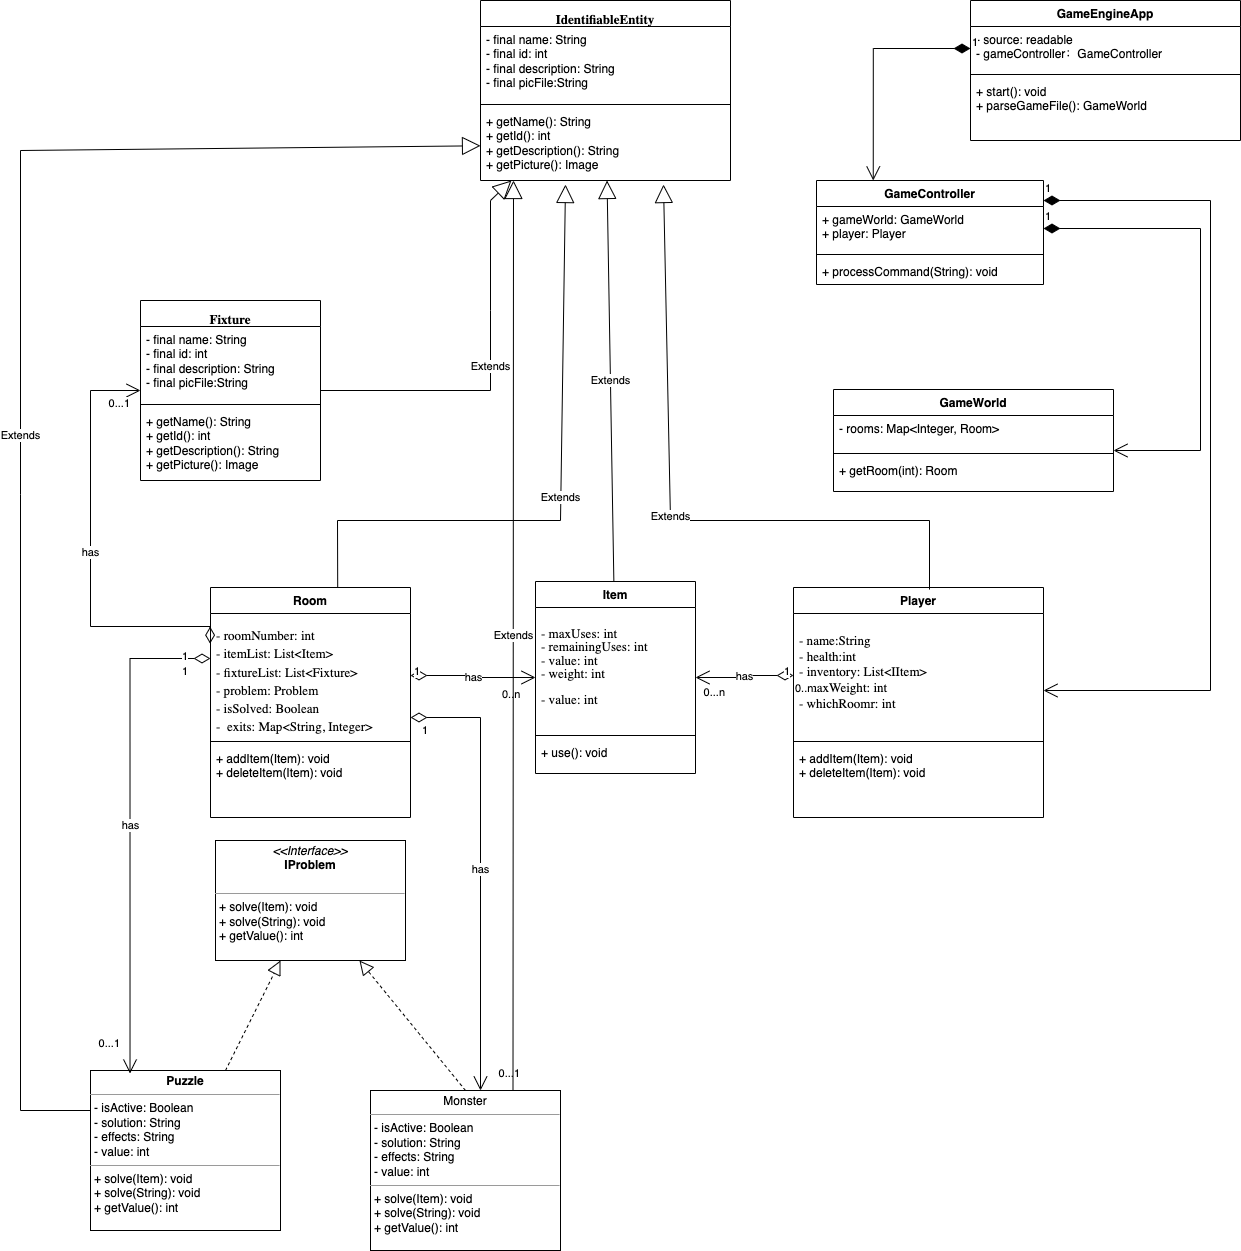 IdentifiableEntity
- final name: String
- final id: int
- final description: String
- final picFile:String
+ getName(): String
+ getId(): int
+ getDescription(): String
+ getPicture(): Image
GameEngineApp
1
- source: readable
- gameController: GameController
+ start(): void
+ parseGameFile(): GameWorld
GameController
+ gameWorld: GameWorld
+ player: Player
+ processCommand(String): void
1
1
Fixture
- final name: String
- final id: int
- final description: String
- final picFile:String
+ getName(): String
+ getId(): int
+ getDescription(): String
+ getPicture(): Image
0...1
Extends
Extends
Extends
Extends
Extends
Extends
GameWorld
- rooms: Map<Integer, Room>
+ getRoom(int): Room
has
Room
- roomNumber: int
- itemList: List<Item>
- fixtureList: List<Fixture>
- problem: Problem
- isSolved: Boolean
- exits: Map<String, Integer>
+ addItem(Item): void
+ deleteItem(Item): void
1
1
1
has
0..n
1
Item
- maxUses: int
- remainingUses: int
- value: int
- weight: int
- value: int
+ use(): void
has
0...n
1
Player
- name:String
- health:int
- inventory: List<IItem>
0..maxWeight: int
- whichRoomr: int
+ addItem(Item): void
+ deleteItem(Item): void
has
has
<<Interface>>
IProblem
+ solve(Item): void
+ solve(String): void
+ getValue(): int
0...1
0...1
Puzzle
- isActive: Boolean
- solution: String
- effects: String
- value: int
+ solve(Item): void
+ solve(String): void
+ getValue(): int
Monster
- isActive: Boolean
- solution: String
- effects: String
- value: int
+ solve(Item): void
+ solve(String): void
+ getValue(): int